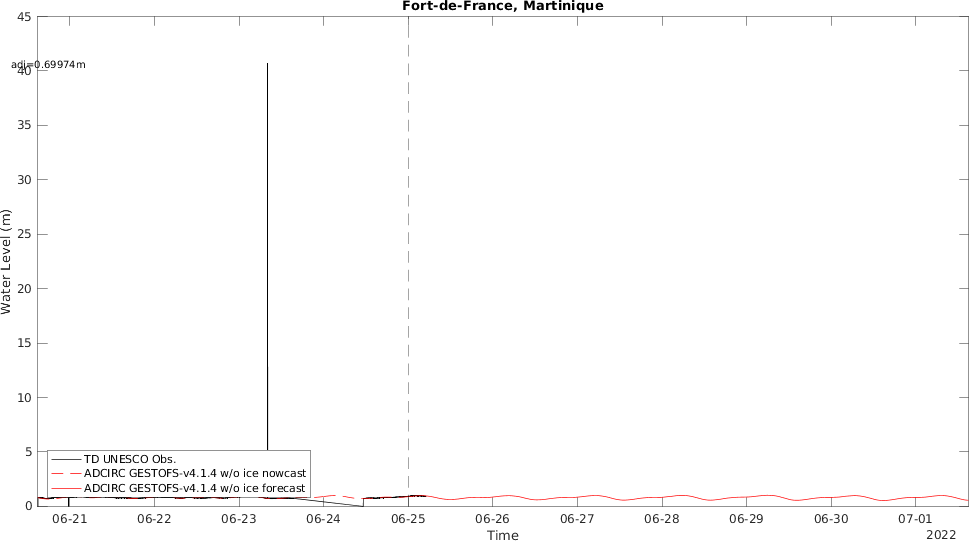 Fort-de-France, Martinique
45
adj=0.69974m
40
35
30
25
20
15
10
5
0
Water Level (m)
TD UNESCO Obs.
ADCIRC GESTOFS-v4.1.4 w/o ice nowcast
ADCIRC GESTOFS-v4.1.4 w/o ice forecast
06-21 06-22 06-23 06-24 06-25 06-26 06-27 06-28 06-29 06-30 07-01
Time
2022